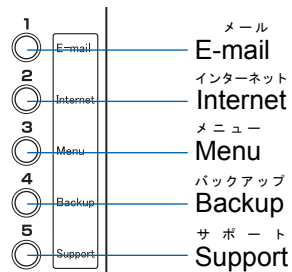 1
E-mail
メール
E-mail
2
Internet
インターネット
Internet
3
Menu
メニュー
Menu
4
Backup
バックアップ
Backup
5
Support
サポート
Support